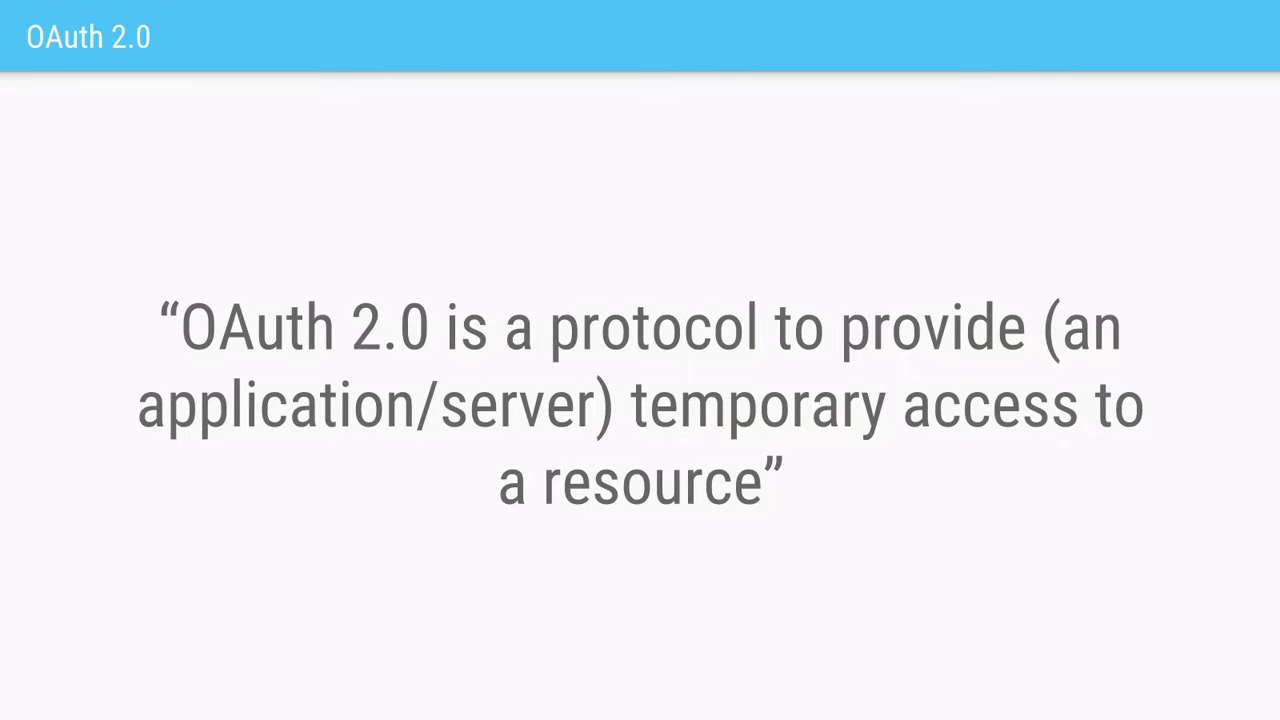 OAuth 2.0
“OAuth 2.0 is a protocol to provide (an
application/server) temporary access to
a resource”